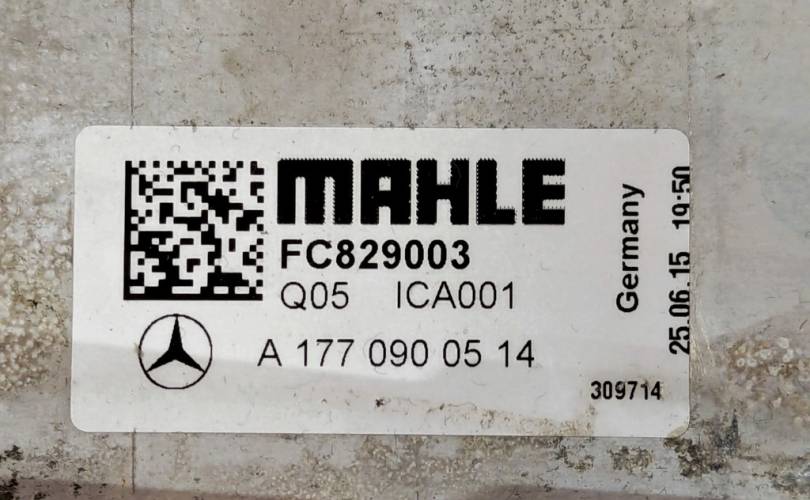 MAHLE
FC829003
Q05 ICA001
A 177 090 05 14
309714
Germany
25.06.15 19:50